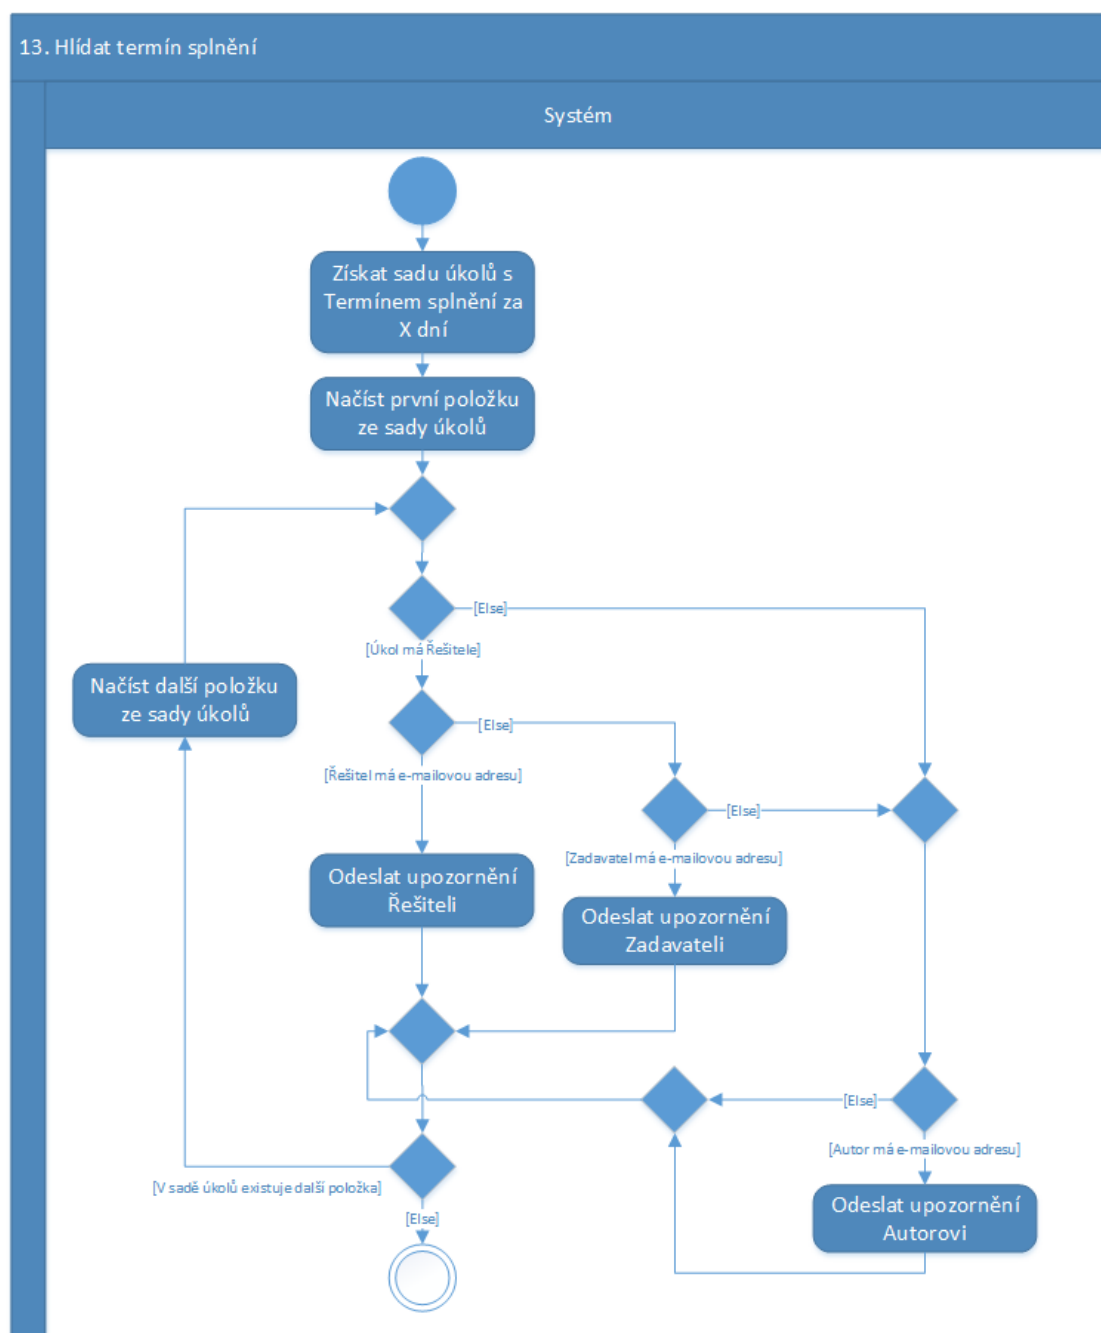 13. Hlídat termín splnění
Systém
Získat sadu úkolů s
Termínem splnění za
X dní
Načíst první položku
ze sady úkolů
[Else]
[Úkol má Řešitele]
Načíst další položku
ze sady úkolů
[Else]
[Řešitel má e-mailovou adresu]
[Else]
[Zadavatel má e-mailovou adresu]
Odeslat upozornění
Řešiteli
Odeslat upozornění
Zadavateli
[Else]
[Autor má e-mailovou adresu]
[V sadě úkolů existuje další položka]
[Else]
Odeslat upozornění
Autorovi